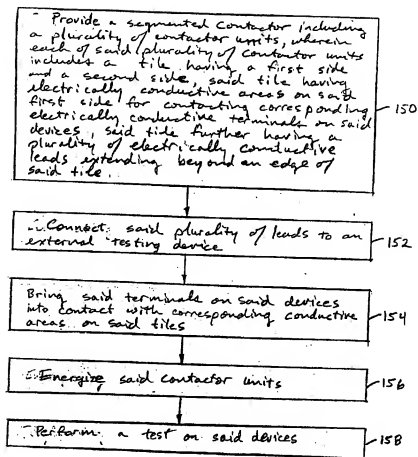 Provide a segmented contactor including
a plurality of contactor units, wherein
each of said plurality of contactor units
includes a tile having a first side
and a second side, said tile having
electrically conductive areas on said
first side for contacting corresponding
electrically conductive terminals on said
devices, said tide further having a
plurality of electrically conductive
leads extending beyond an edge of
said tile.
150
Connect said plurality of leads to an
external testing device
152
Bring said terminals on said devices
into contact with corresponding conductive
areas on said tiles
154
Energize said contactor units
156
Perform a test on said devices
158